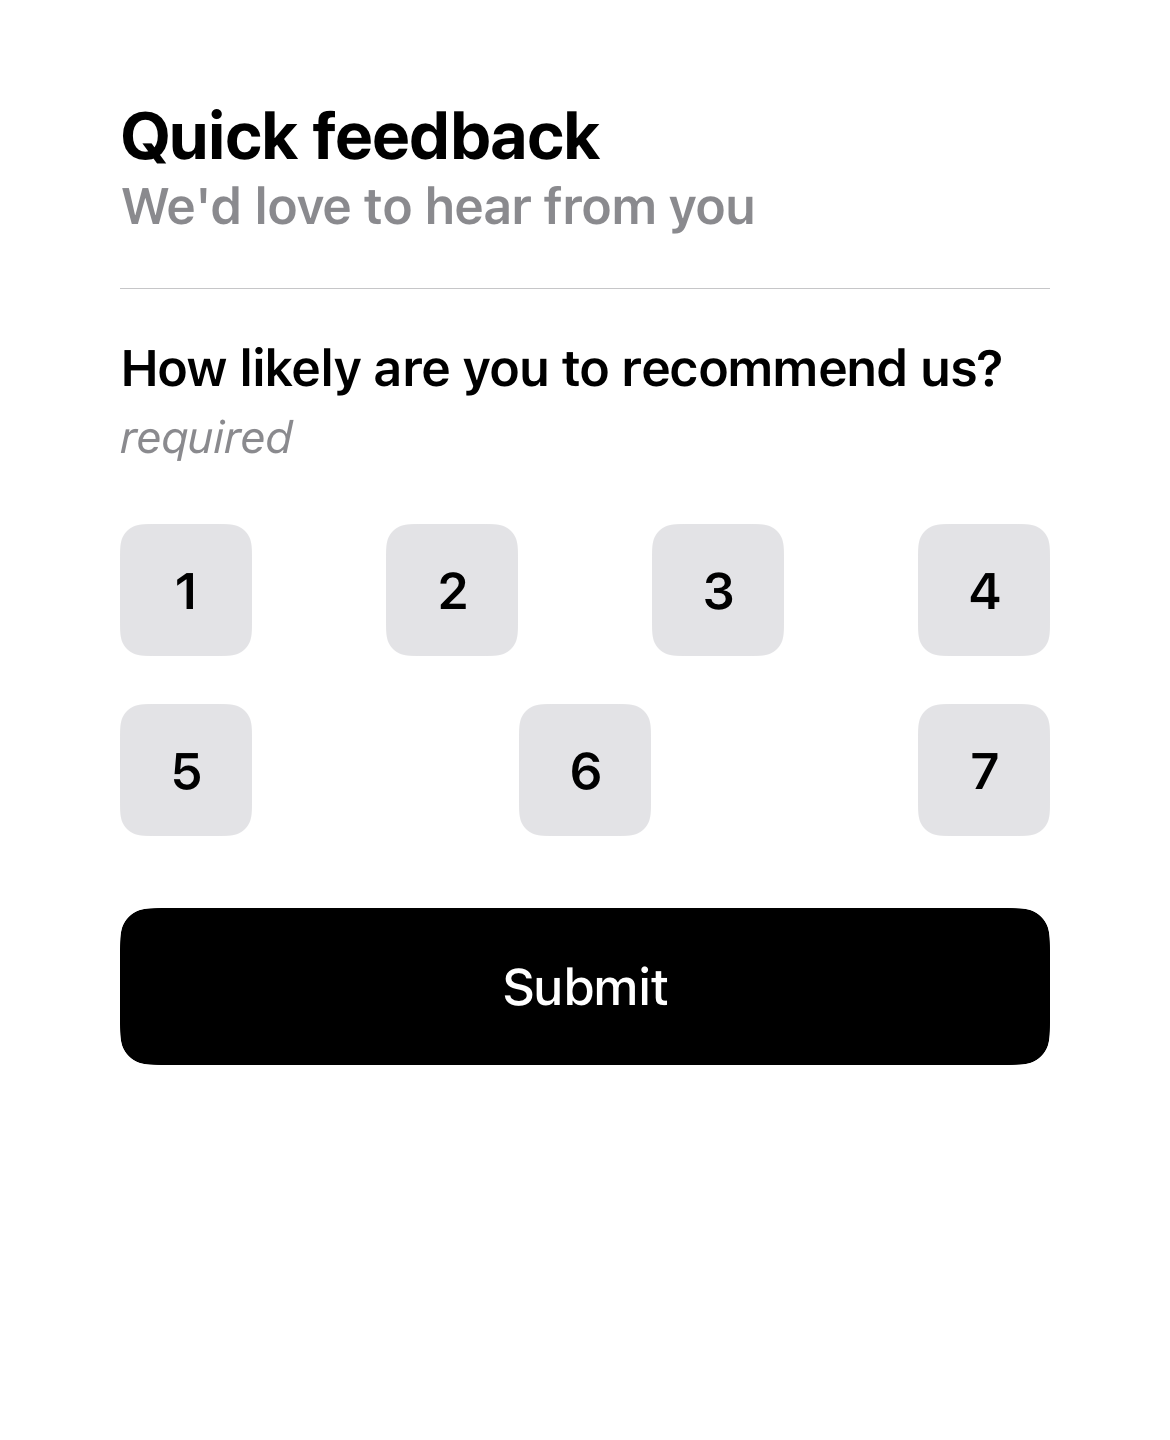 Quick feedback
We'd love to hear from you
How likely are you to recommend us?
required
1 2 3 4
5 6 7
Submit